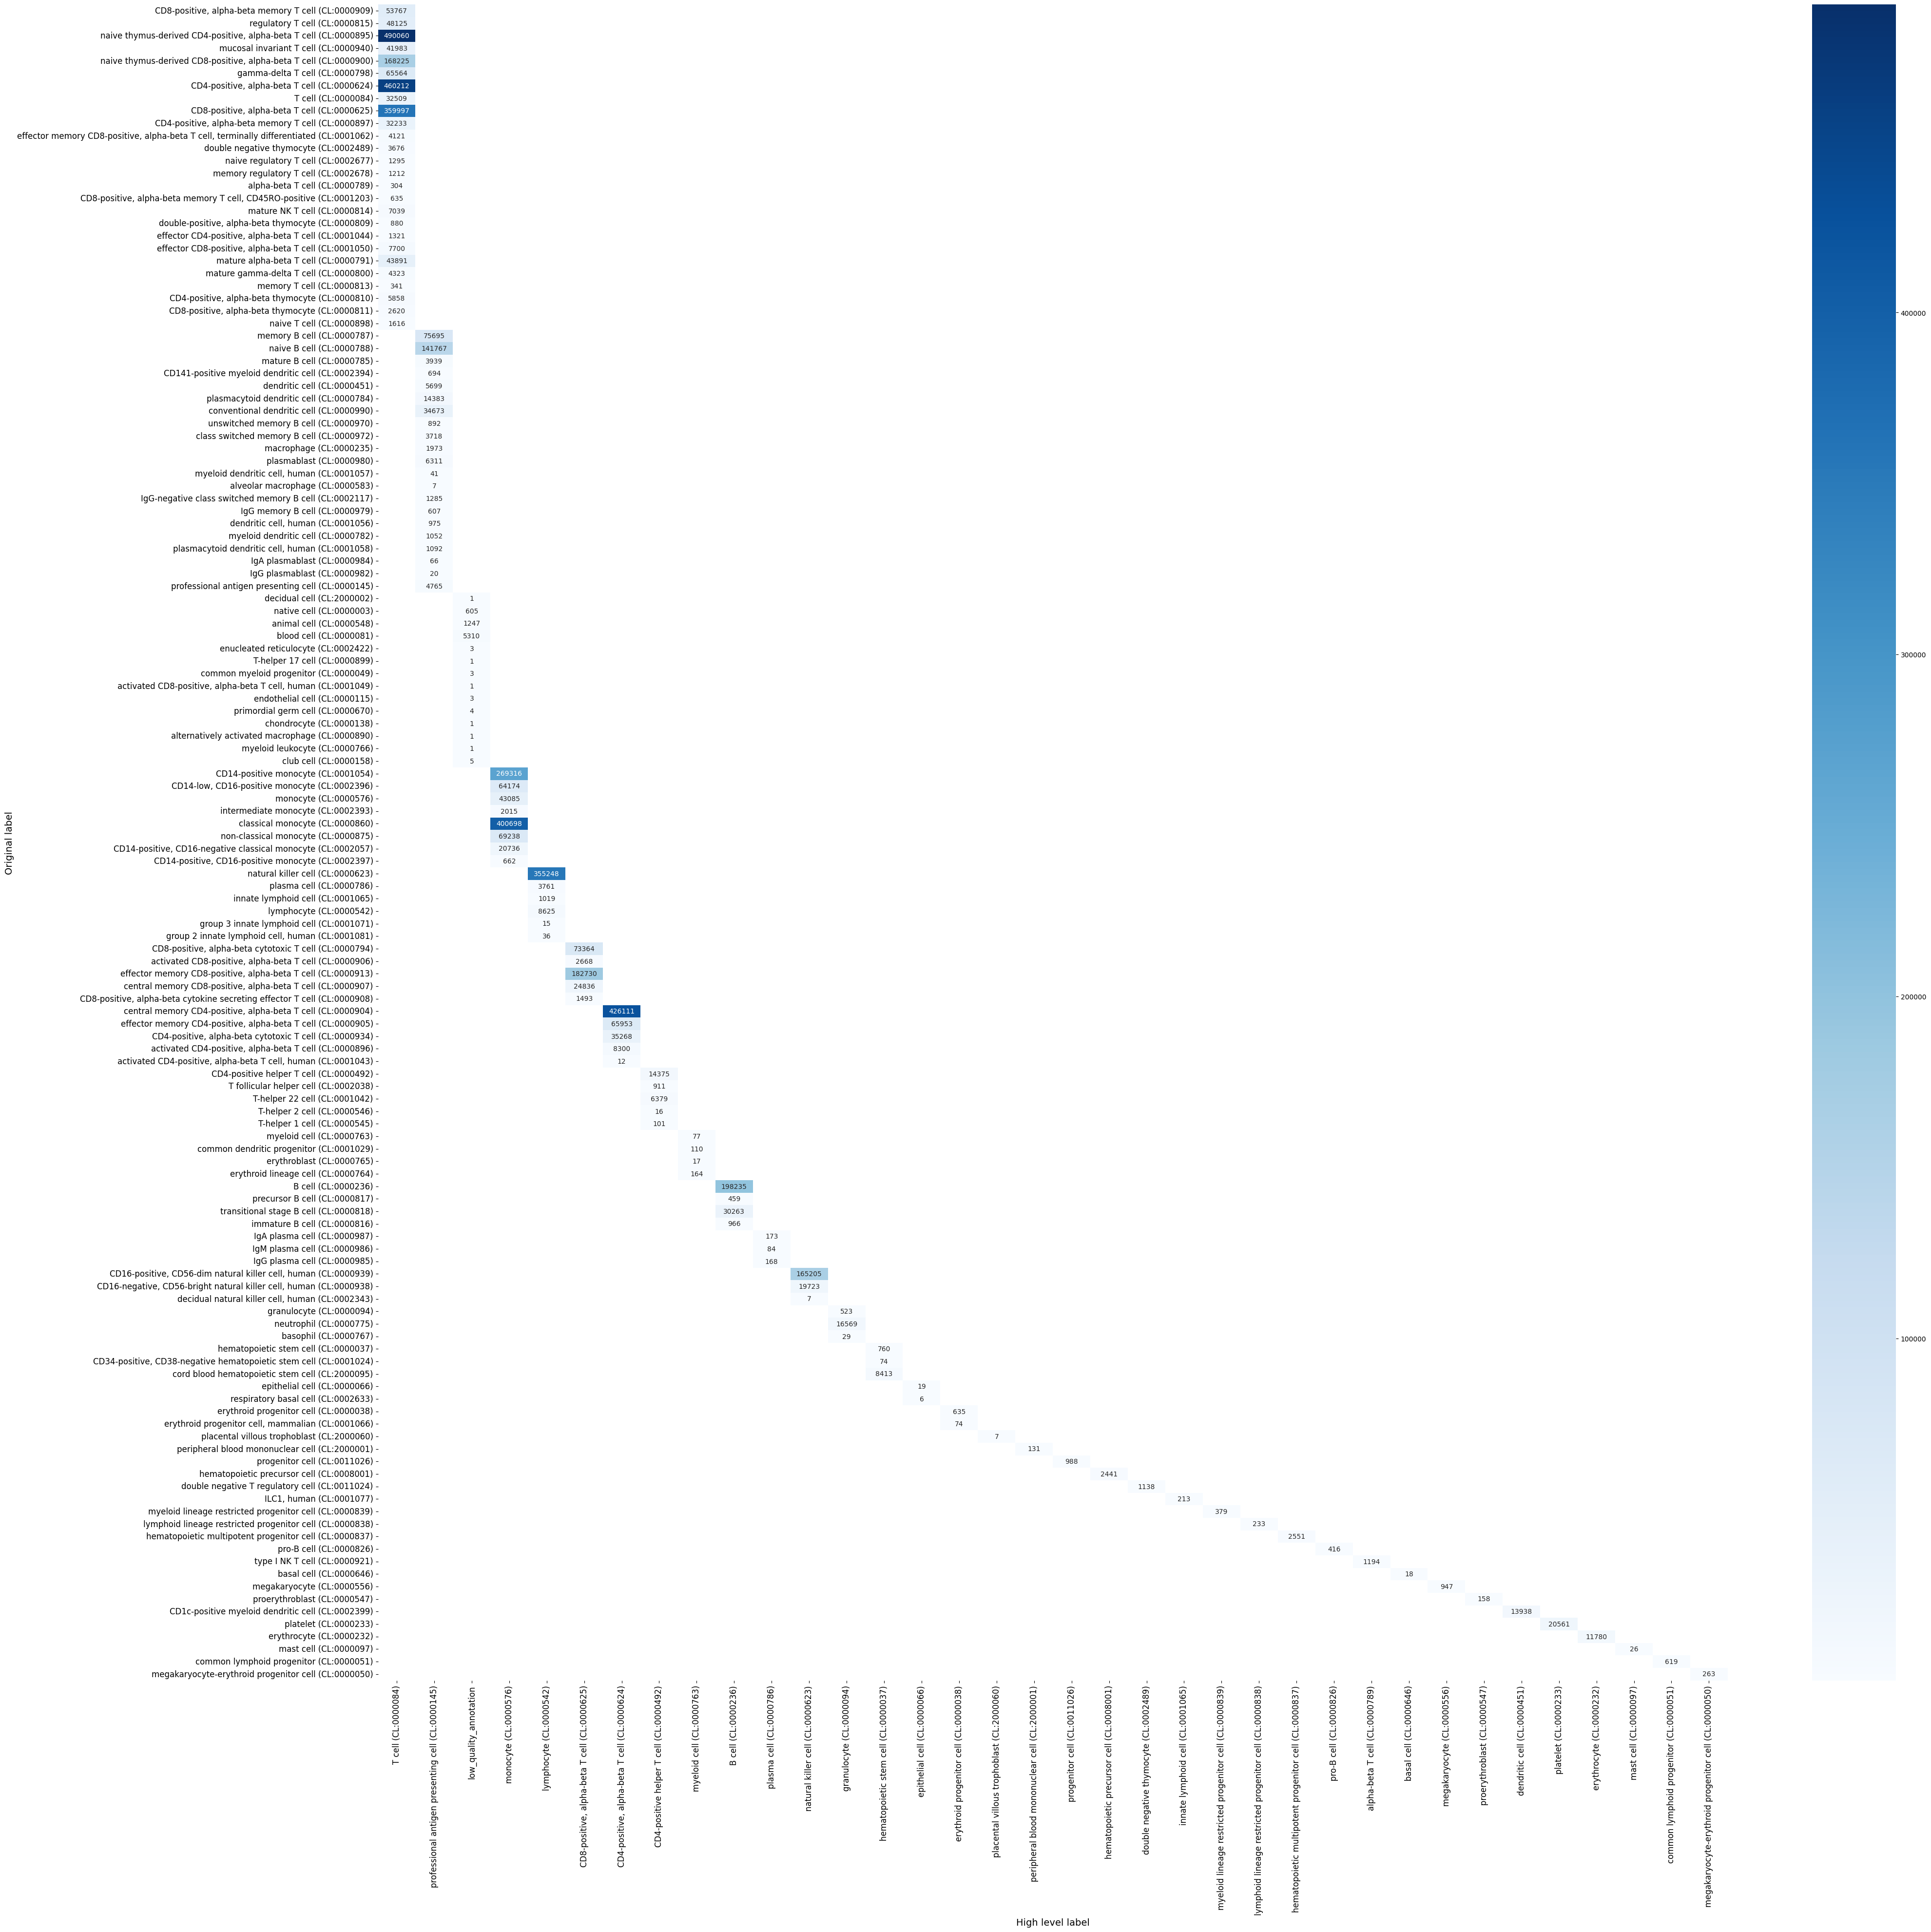 CD8-positive, alpha-beta memory T cell (CL:0000909) 53767
regulatory T cell (CL:0000815) 48125
naive thymus-derived CD4-positive, alpha-beta T cell (CL:0000895) 490060
mucosal invariant T cell (CL:0000940) 41983
naive thymus-derived CD8-positive, alpha-beta T cell (CL:0000900) 168225
gamma-delta T cell (CL:0000798) 65564
CD4-positive, alpha-beta T cell (CL:0000624) 460212
T cell (CL:0000084) 32509
CD8-positive, alpha-beta T cell (CL:0000625) 359997
CD4-positive, alpha-beta memory T cell (CL:0000897) 32233
effector memory CD8-positive, alpha-beta T cell, terminally differentiated (CL:0001062) 4121
double negative thymocyte (CL:0002489) 3676
naive regulatory T cell (CL:0002677) 1295
memory regulatory T cell (CL:0002678) 1212
alpha-beta T cell (CL:0000789) 304
CD8-positive, alpha-beta memory T cell, CD45RO-positive (CL:0001203) 635
mature NK T cell (CL:0000814) 7039
double-positive, alpha-beta thymocyte (CL:0000809) 880
effector CD4-positive, alpha-beta T cell (CL:0001044) 1321
effector CD8-positive, alpha-beta T cell (CL:0001050) 7700
mature alpha-beta T cell (CL:0000791) 43891
mature gamma-delta T cell (CL:0000800) 4323
memory T cell (CL:0000813) 341
CD4-positive, alpha-beta thymocyte (CL:0000810) 5858
CD8-positive, alpha-beta thymocyte (CL:0000811) 2620
naive T cell (CL:0000898) 1616
memory B cell (CL:0000787) 75695
naive B cell (CL:0000788) 141767
mature B cell (CL:0000785) 3939
CD141-positive myeloid dendritic cell (CL:0002394) 694
dendritic cell (CL:0000451) 5699
plasmacytoid dendritic cell (CL:0000784) 14383
conventional dendritic cell (CL:0000990) 34673
unswitched memory B cell (CL:0000970) 892
class switched memory B cell (CL:0000972) 3718
macrophage (CL:0000235) 1973
plasmablast (CL:0000980) 6311
myeloid dendritic cell, human (CL:0001057) 41
alveolar macrophage (CL:0000583) 7
IgG-negative class switched memory B cell (CL:0002117) 1285
IgG memory B cell (CL:0000979) 607
dendritic cell, human (CL:0001056) 975
myeloid dendritic cell (CL:0000782) 1052
plasmacytoid dendritic cell, human (CL:0001058) 1092
IgA plasmablast (CL:0000984) 66
IgG plasmablast (CL:0000982) 20
professional antigen presenting cell (CL:0000145) 4765
decidual cell (CL:2000002) 1
native cell (CL:0000003) 605
animal cell (CL:0000548) 1247
blood cell (CL:0000081) 5310
enucleated reticulocyte (CL:0002422) 3
T-helper 17 cell (CL:0000899) 1
common myeloid progenitor (CL:0000049) 3
activated CD8-positive, alpha-beta T cell, human (CL:0001049) 1
endothelial cell (CL:0000115) 3
primordial germ cell (CL:0000670) 4
chondrocyte (CL:0000138) 1
alternatively activated macrophage (CL:0000890) 1
myeloid leukocyte (CL:0000766) 1
club cell (CL:0000158) 5
CD14-positive monocyte (CL:0001054) 269316
CD14-low, CD16-positive monocyte (CL:0002396) 64174
monocyte (CL:0000576) 43085
intermediate monocyte (CL:0002393) 2015
classical monocyte (CL:0000860) 400698
non-classical monocyte (CL:0000875) 69238
CD14-positive, CD16-negative classical monocyte (CL:0002057) 20736
CD14-positive, CD16-positive monocyte (CL:0002397) 662
natural killer cell (CL:0000623) 355248
plasma cell (CL:0000786) 3761
innate lymphoid cell (CL:0001065) 1019
lymphocyte (CL:0000542) 8625
group 3 innate lymphoid cell (CL:0001071) 15
group 2 innate lymphoid cell, human (CL:0001081) 36
CD8-positive, alpha-beta cytotoxic T cell (CL:0000794) 73364
activated CD8-positive, alpha-beta T cell (CL:0000906) 2668
effector memory CD8-positive, alpha-beta T cell (CL:0000913) 182730
central memory CD8-positive, alpha-beta T cell (CL:0000907) 24836
CD8-positive, alpha-beta cytokine secreting effector T cell (CL:0000908) 1493
central memory CD4-positive, alpha-beta T cell (CL:0000904) 426111
effector memory CD4-positive, alpha-beta T cell (CL:0000905) 65953
CD4-positive, alpha-beta cytotoxic T cell (CL:0000934) 35268
activated CD4-positive, alpha-beta T cell (CL:0000896) 8300
activated CD4-positive, alpha-beta T cell, human (CL:0001043) 12
CD4-positive helper T cell (CL:0000492) 14375
T follicular helper cell (CL:0002038) 911
T-helper 22 cell (CL:0001042) 6379
T-helper 2 cell (CL:0000546) 16
T-helper 1 cell (CL:0000545) 101
myeloid cell (CL:0000763) 77
common dendritic progenitor (CL:0001029) 110
erythroblast (CL:0000765) 17
erythroid lineage cell (CL:0000764) 164
B cell (CL:0000236) 198235
precursor B cell (CL:0000817) 459
transitional stage B cell (CL:0000818) 30263
immature B cell (CL:0000816) 966
IgA plasma cell (CL:0000987) 173
IgM plasma cell (CL:0000986) 84
IgG plasma cell (CL:0000985) 168
CD16-positive, CD56-dim natural killer cell, human (CL:0000939) 165205
CD16-negative, CD56-bright natural killer cell, human (CL:0000938) 19723
decidual natural killer cell, human (CL:0002343) 7
granulocyte (CL:0000094) 523
neutrophil (CL:0000775) 16569
basophil (CL:0000767) 29
hematopoietic stem cell (CL:0000037) 760
CD34-positive, CD38-negative hematopoietic stem cell (CL:0001024) 74
cord blood hematopoietic stem cell (CL:2000095) 8413
epithelial cell (CL:0000066) 19
respiratory basal cell (CL:0002633) 6
erythroid progenitor cell (CL:0000038) 635
erythroid progenitor cell, mammalian (CL:0001066) 74
placental villous trophoblast (CL:2000060) 7
peripheral blood mononuclear cell (CL:2000001) 131
progenitor cell (CL:0011026) 988
hematopoietic precursor cell (CL:0008001) 2441
double negative T regulatory cell (CL:0011024) 1138
ILC1, human (CL:0001077) 213
myeloid lineage restricted progenitor cell (CL:0000839) 379
lymphoid lineage restricted progenitor cell (CL:0000838) 233
hematopoietic multipotent progenitor cell (CL:0000837) 2551
pro-B cell (CL:0000826) 416
type I NK T cell (CL:0000921) 1194
basal cell (CL:0000646) 18
megakaryocyte (CL:0000556) 947
proerythroblast (CL:0000547) 158
CD1c-positive myeloid dendritic cell (CL:0002399) 13938
platelet (CL:0000233) 20561
erythrocyte (CL:0000232) 11780
mast cell (CL:0000097) 26
common lymphoid progenitor (CL:0000051) 619
megakaryocyte-erythroid progenitor cell (CL:0000050) 263
Original label
T cell (CL:0000084)
professional antigen presenting cell (CL:0000145)
low_quality_annotation
monocyte (CL:0000576)
lymphocyte (CL:0000542)
CD8-positive, alpha-beta T cell (CL:0000625)
CD4-positive, alpha-beta T cell (CL:0000624)
CD4-positive helper T cell (CL:0000492)
myeloid cell (CL:0000763)
B cell (CL:0000236)
plasma cell (CL:0000786)
natural killer cell (CL:0000623)
granulocyte (CL:0000094)
hematopoietic stem cell (CL:0000037)
epithelial cell (CL:0000066)
erythroid progenitor cell (CL:0000038)
placental villous trophoblast (CL:2000060)
peripheral blood mononuclear cell (CL:2000001)
progenitor cell (CL:0011026)
hematopoietic precursor cell (CL:0008001)
double negative thymocyte (CL:0002489)
innate lymphoid cell (CL:0001065)
myeloid lineage restricted progenitor cell (CL:0000839)
lymphoid lineage restricted progenitor cell (CL:0000838)
hematopoietic multipotent progenitor cell (CL:0000837)
pro-B cell (CL:0000826)
alpha-beta T cell (CL:0000789)
basal cell (CL:0000646)
megakaryocyte (CL:0000556)
proerythroblast (CL:0000547)
dendritic cell (CL:0000451)
platelet (CL:0000233)
erythrocyte (CL:0000232)
mast cell (CL:0000097)
common lymphoid progenitor (CL:0000051)
megakaryocyte-erythroid progenitor cell (CL:0000050)
High level label
400000
300000
200000
100000